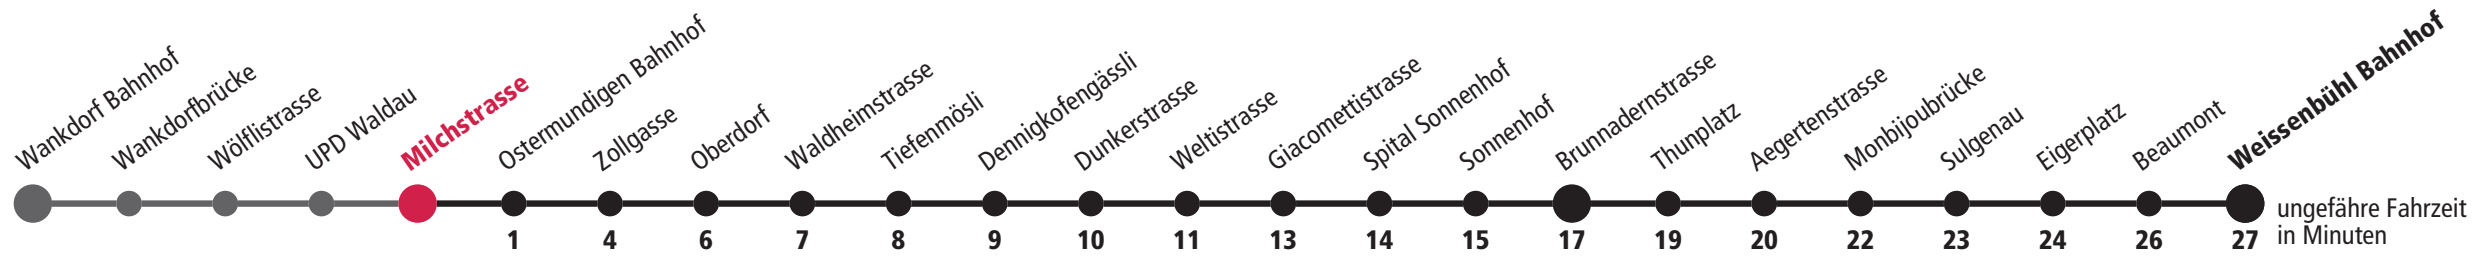 Wankdorf Bahnhof
Wankdorfbrücke
Wölflistrasse
UPD Waldau
Milchstrasse
Ostermundigen Bahnhof
Zollgasse
Oberdorf
Waldheimstrasse
Tiefenmösli
Dennigkofengässli
Dunkerstrasse
Weltistrasse
Giacomettistrasse
Spital Sonnenhof
Sonnenhof
Brunnadernstrasse
Thunplatz
Aegertenstrasse
Monbijoubrücke
Sulgenau
Eigerplatz
Beaumont
Weissenbühl Bahnhof
1 4 6 7 8 9 10 11 13 14 15 17 19 20 22 23 24 26 27
ungefähre Fahrzeit
in Minuten